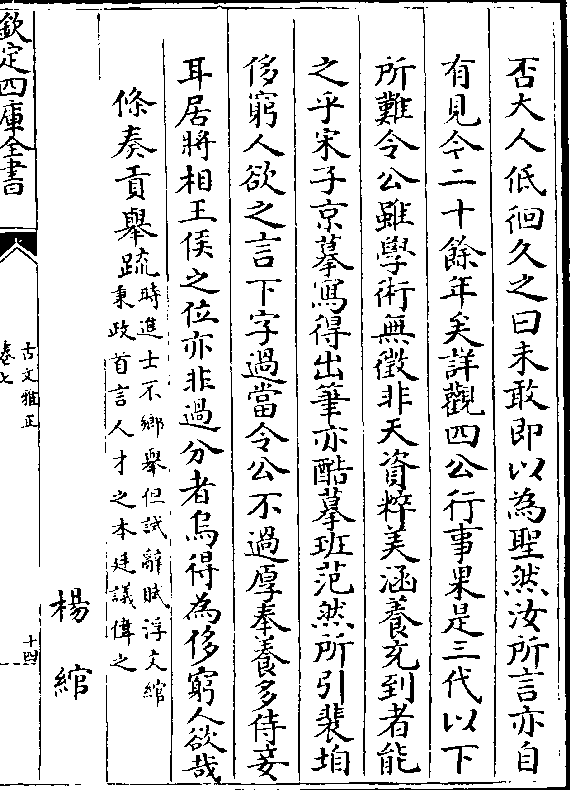 否大人低徊久之曰未敢即以為聖然汝所言亦自
有見今二十餘年矣詳觀四公行事果是三代以下
所難令公雖學術無徵非天資粹美涵養充到者能
之乎宋子京摹寫得出筆亦酷摹班范然所引裴垍
侈窮人欲之言下字過當令公不過厚奉養多侍妾
耳居將相王侯之位亦非過分者烏得為侈窮人欲哉
條奏貢舉疏
時進士不鄉舉但試辭賦浮文綰
秉政首言人才之本廷議偉之
楊綰
欽定四庫全書
古文雅正
卷七
十四